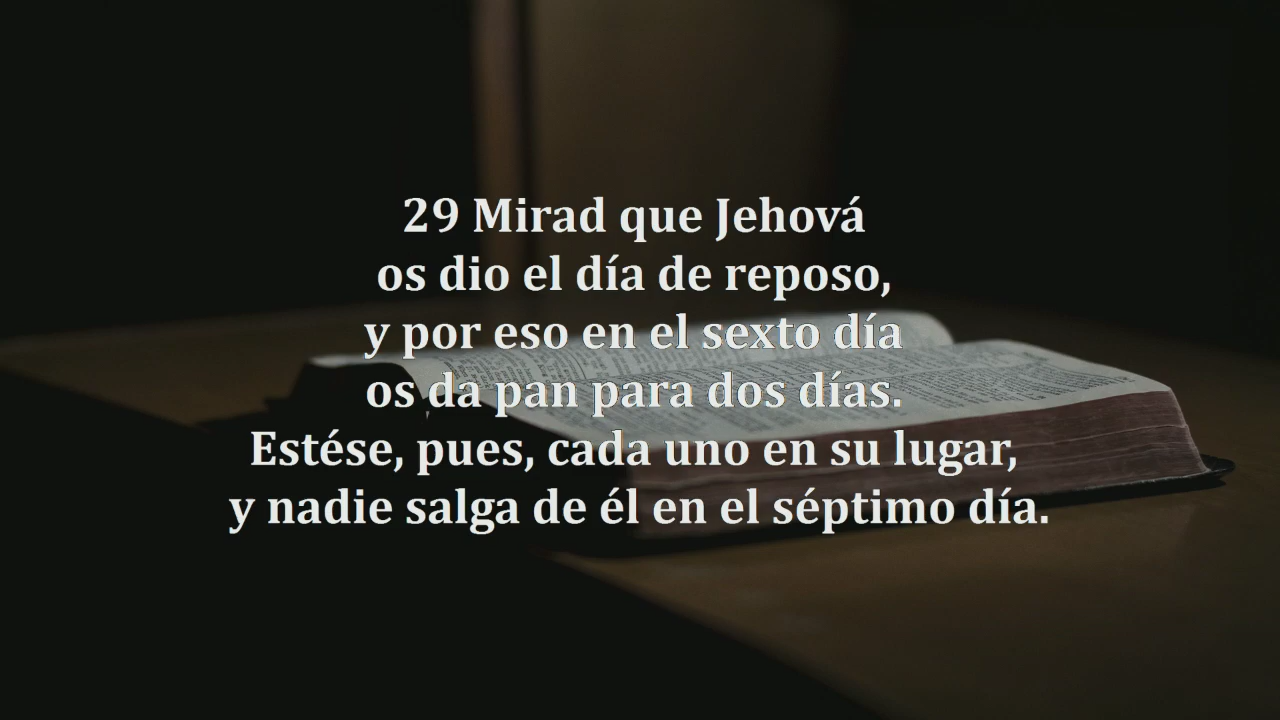 29 Mirad que Jehová
os dio el día de reposo,
y por eso en el sexto día
os da pan para dos días.
Estése, pues, cada uno en su lugar,
y nadie salga de él en el séptimo día.